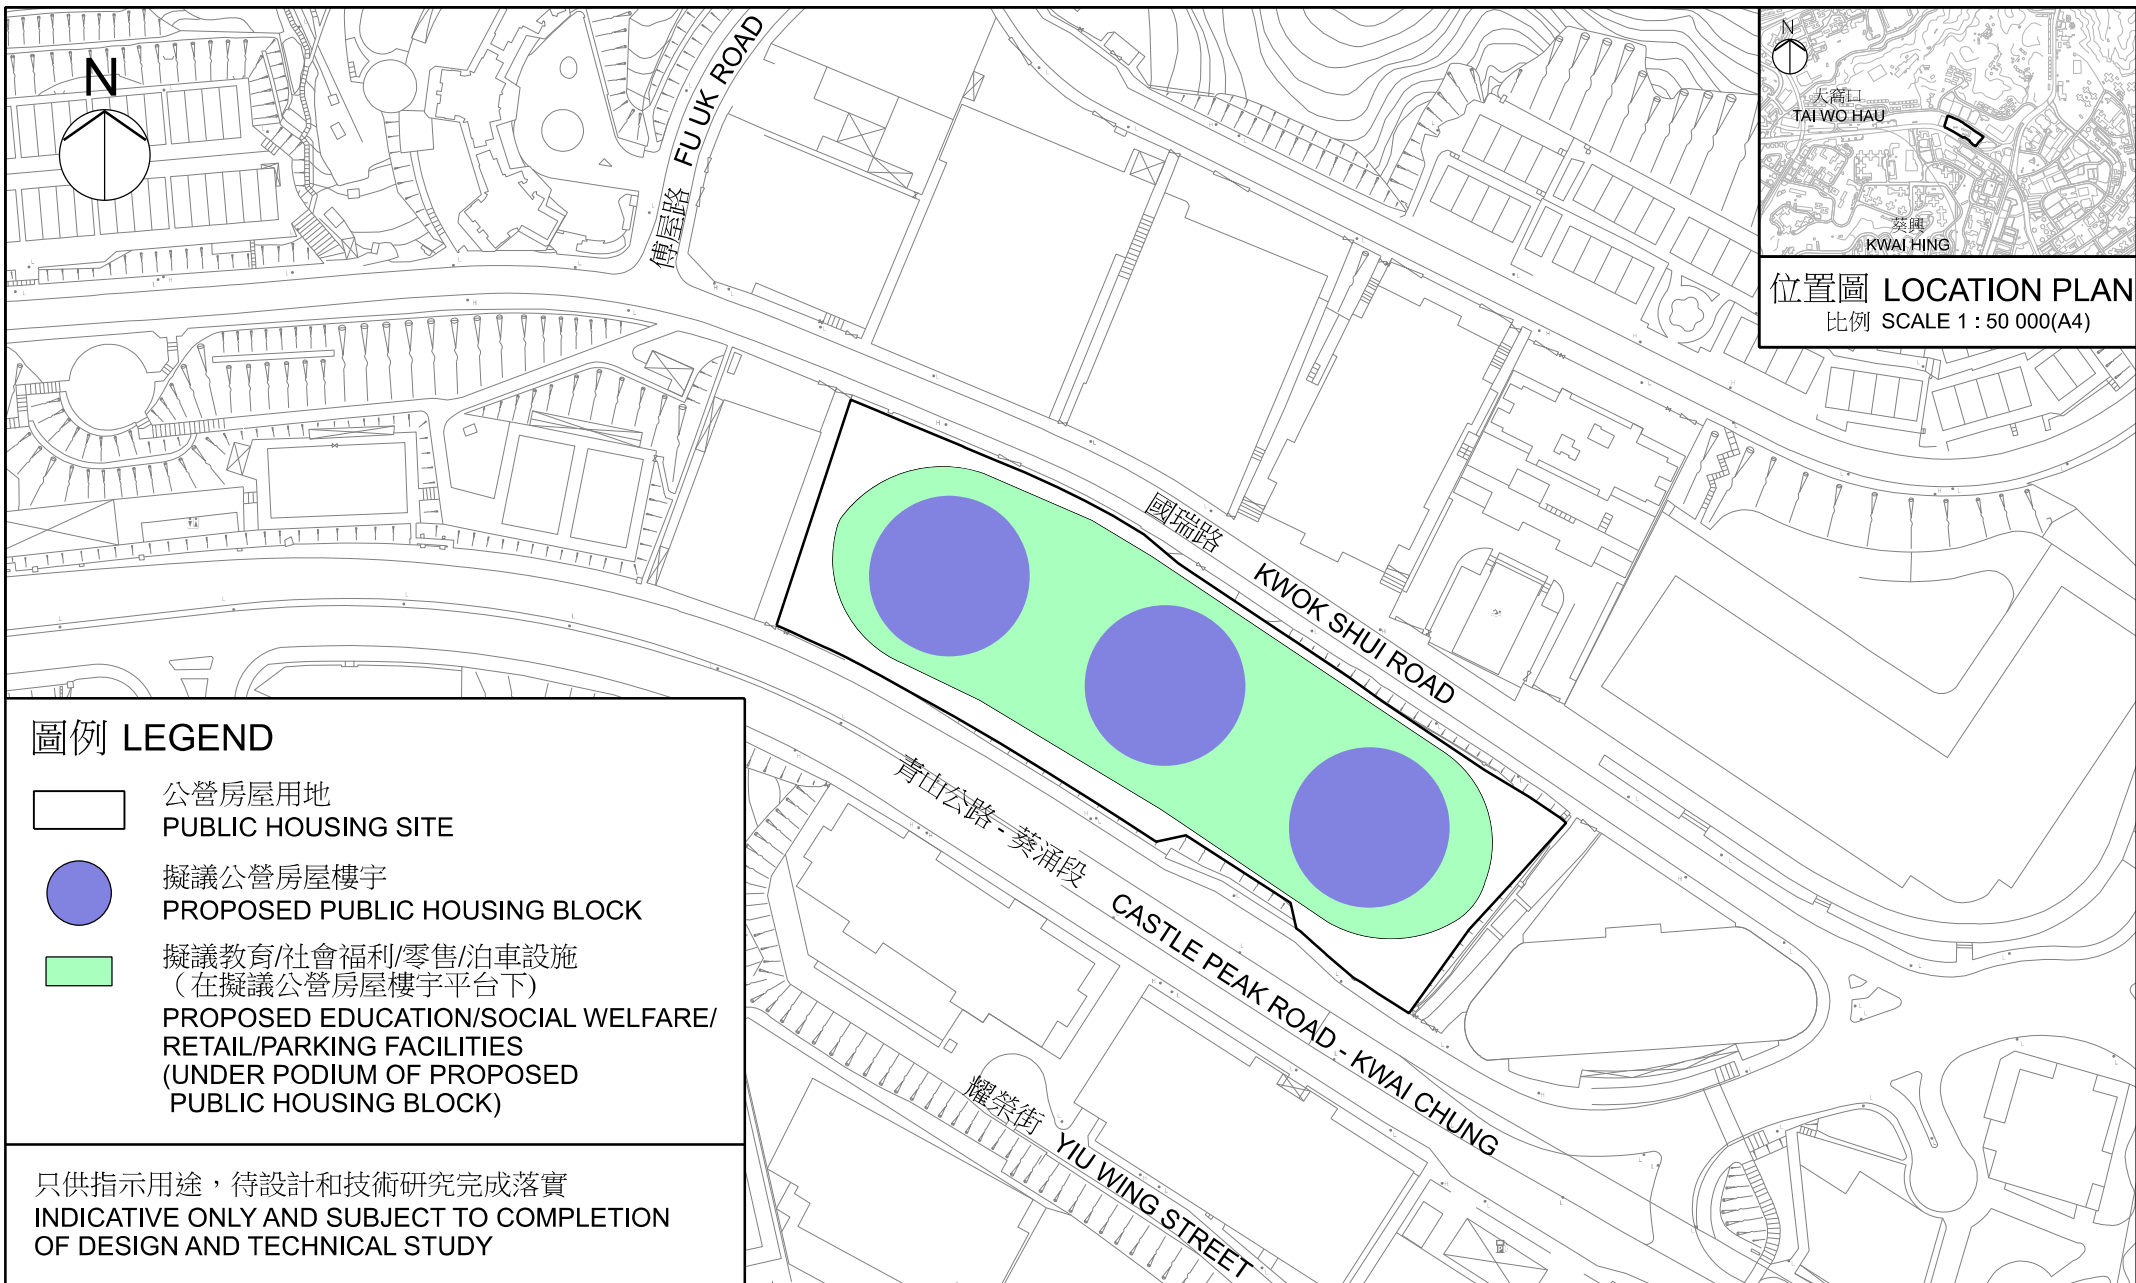 N
傅屋路 FU UK ROAD
N
大窩口
TAI WO HAU
葵興
KWAI HING
位置圖 LOCATION PLAN
比例 SCALE 1 : 50 000(A4)
國瑞路 KWOK SHUI ROAD
青山公路 - 葵涌段 CASTLE PEAK ROAD - KWAI CHUNG
耀榮街 YIU WING STREET
圖例 LEGEND
公營房屋用地
PUBLIC HOUSING SITE
擬議公營房屋樓宇
PROPOSED PUBLIC HOUSING BLOCK
擬議教育/社會福利/零售/泊車設施
（在擬議公營房屋樓宇平台下）
PROPOSED EDUCATION/SOCIAL WELFARE/
RETAIL/PARKING FACILITIES
(UNDER PODIUM OF PROPOSED
PUBLIC HOUSING BLOCK)
只供指示用途，待設計和技術研究完成落實
INDICATIVE ONLY AND SUBJECT TO COMPLETION
OF DESIGN AND TECHNICAL STUDY